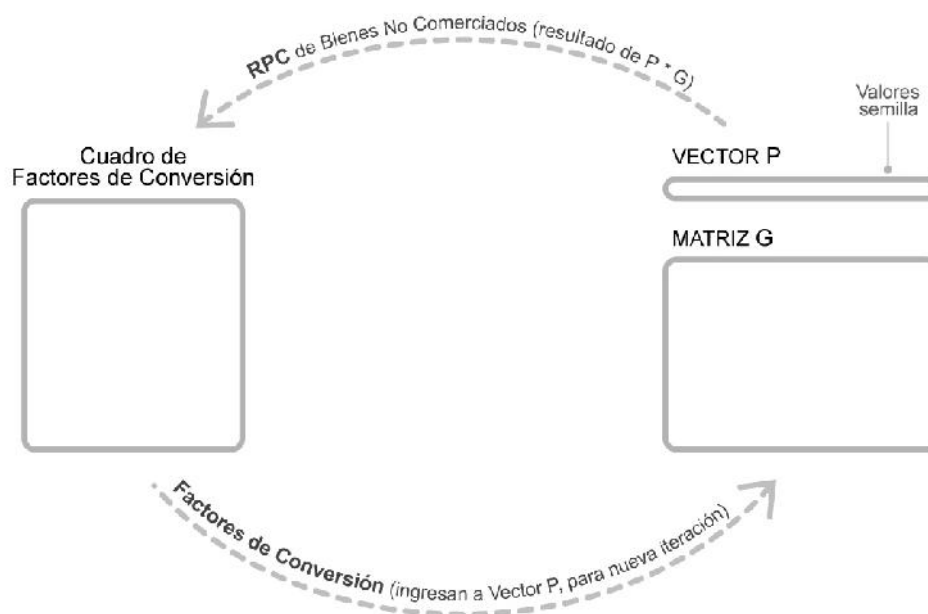 RPC de Bienes No Comerciados (resultado de P * G)
Valores
semilla
Cuadro de
Factores de Conversión
VECTOR P
MATRIZ G
Factores de Conversión (ingresan a Vector P, para nueva iteración)